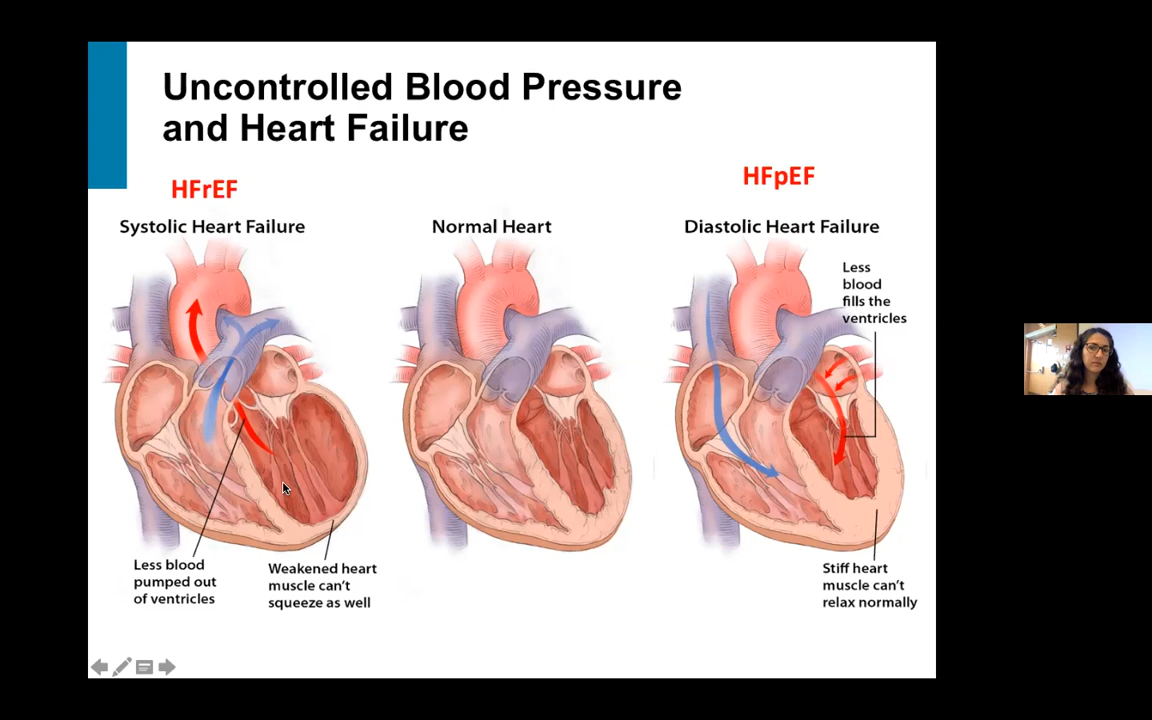 Uncontrolled Blood Pressure
and Heart Failure
HFrEF
Systolic Heart Failure
Less blood
pumped out
of ventricles
Weakened heart
muscle can't
squeeze as well
Normal Heart
HFpEF
Diastolic Heart Failure
Less
blood
fills the
ventricles
Stiff heart
muscle can't
relax normally